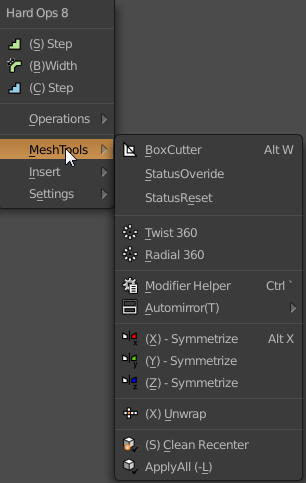 Hard Ops 8
(S) Step
(B)Width
(C) Step
Operations
MeshTools
Insert
Settings
BoxCutter Alt W
StatusOveride
StatusReset
Twist 360
Radial 360
Modifier Helper Ctrl `
Automirror(T)
(X) - Symmetrize Alt X
(Y) - Symmetrize
(Z) - Symmetrize
(X) Unwrap
(S) Clean Recenter
ApplyAll (-L)